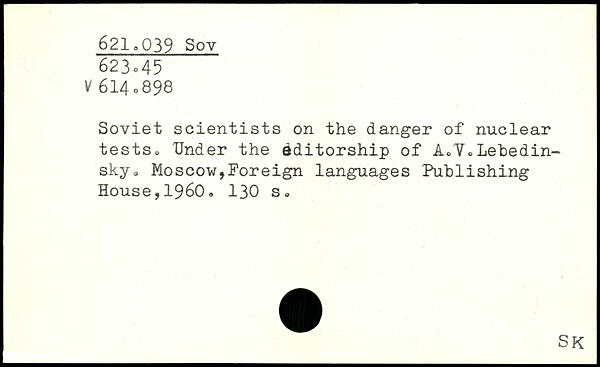 621.039 Sov
623.45
V 614.898
Soviet scientists on the danger of nuclear
tests. Under the editorship of A.V.Lebedin-
sky. Moscow,Foreign languages Publishing
House,1960. 130 s.
SK